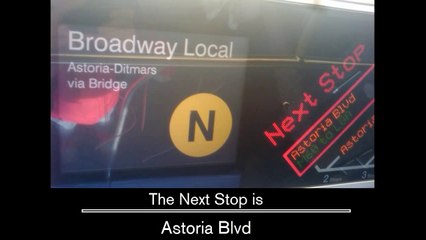 Broadway Local
Astoria-Ditmars
via Bridge
N
Next Stop
Astoria Blvd
The Next Stop is
Astoria Blvd